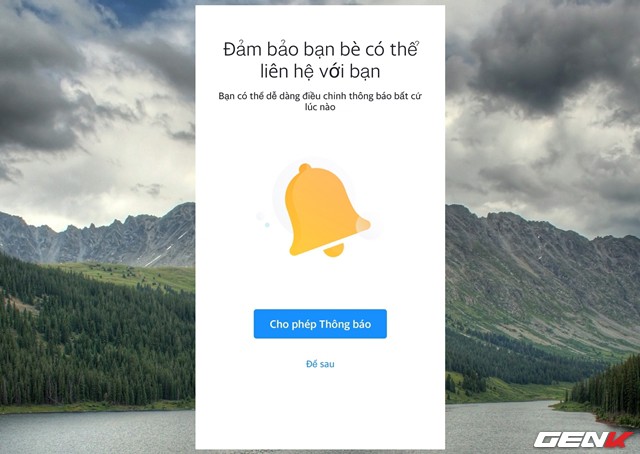 Đảm bảo bạn bè có thể
liên hệ với bạn
Bạn có thể dễ dàng điều chỉnh thông báo bất cứ
lúc nào
Cho phép Thông báo
Để sau
GENK